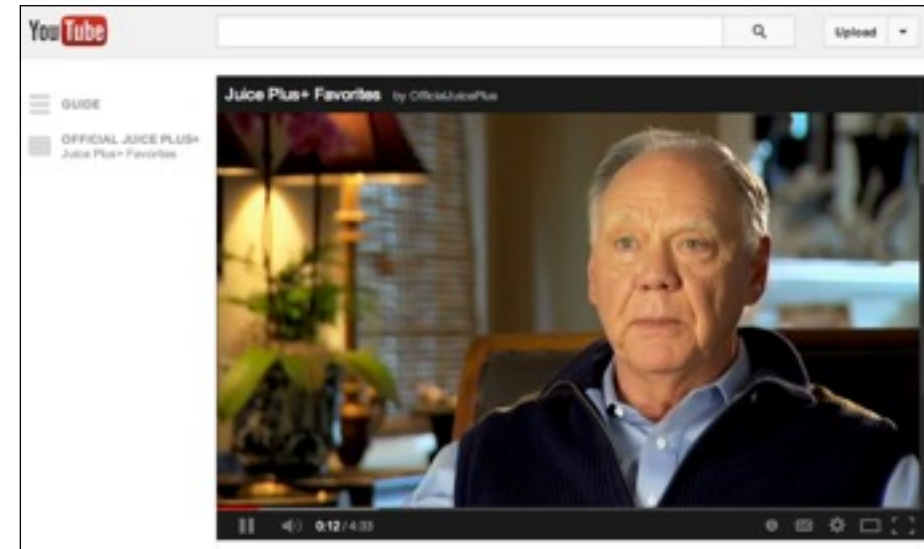 YouTube
Upload
GUIDE
OFFICIAL JUICE PLUS+
Juice Plus+ Favorites
Juice Plus+ Favorites by OfficialJuicePlus
0:12 / 4:33